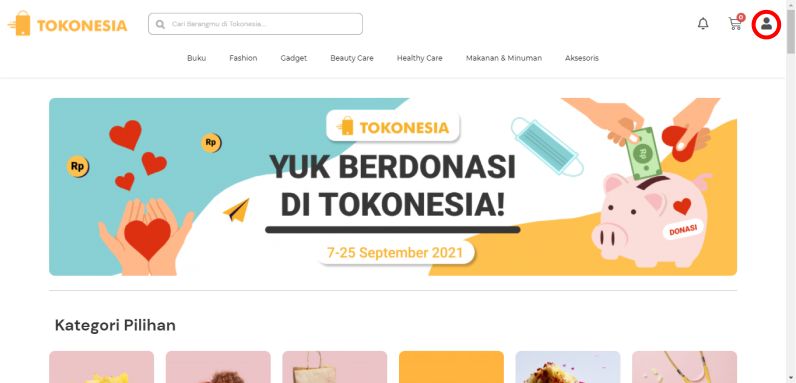 TOKONESIA
Cari Barangmu di Tokonesia...
0
Buku Fashion Gadget Beauty Care Healthy Care Makanan & Minuman Aksesoris
TOKONESIA
Rp
Rp
Rp
YUK BERDONASI
DI TOKONESIA!
DONASI
7-25 September 2021
Kategori Pilihan